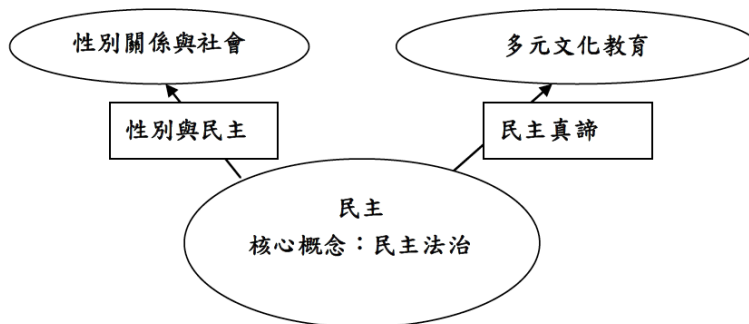 性別關係與社會
多元文化教育
性別與民主
民主真諦
民主
核心概念：民主法治